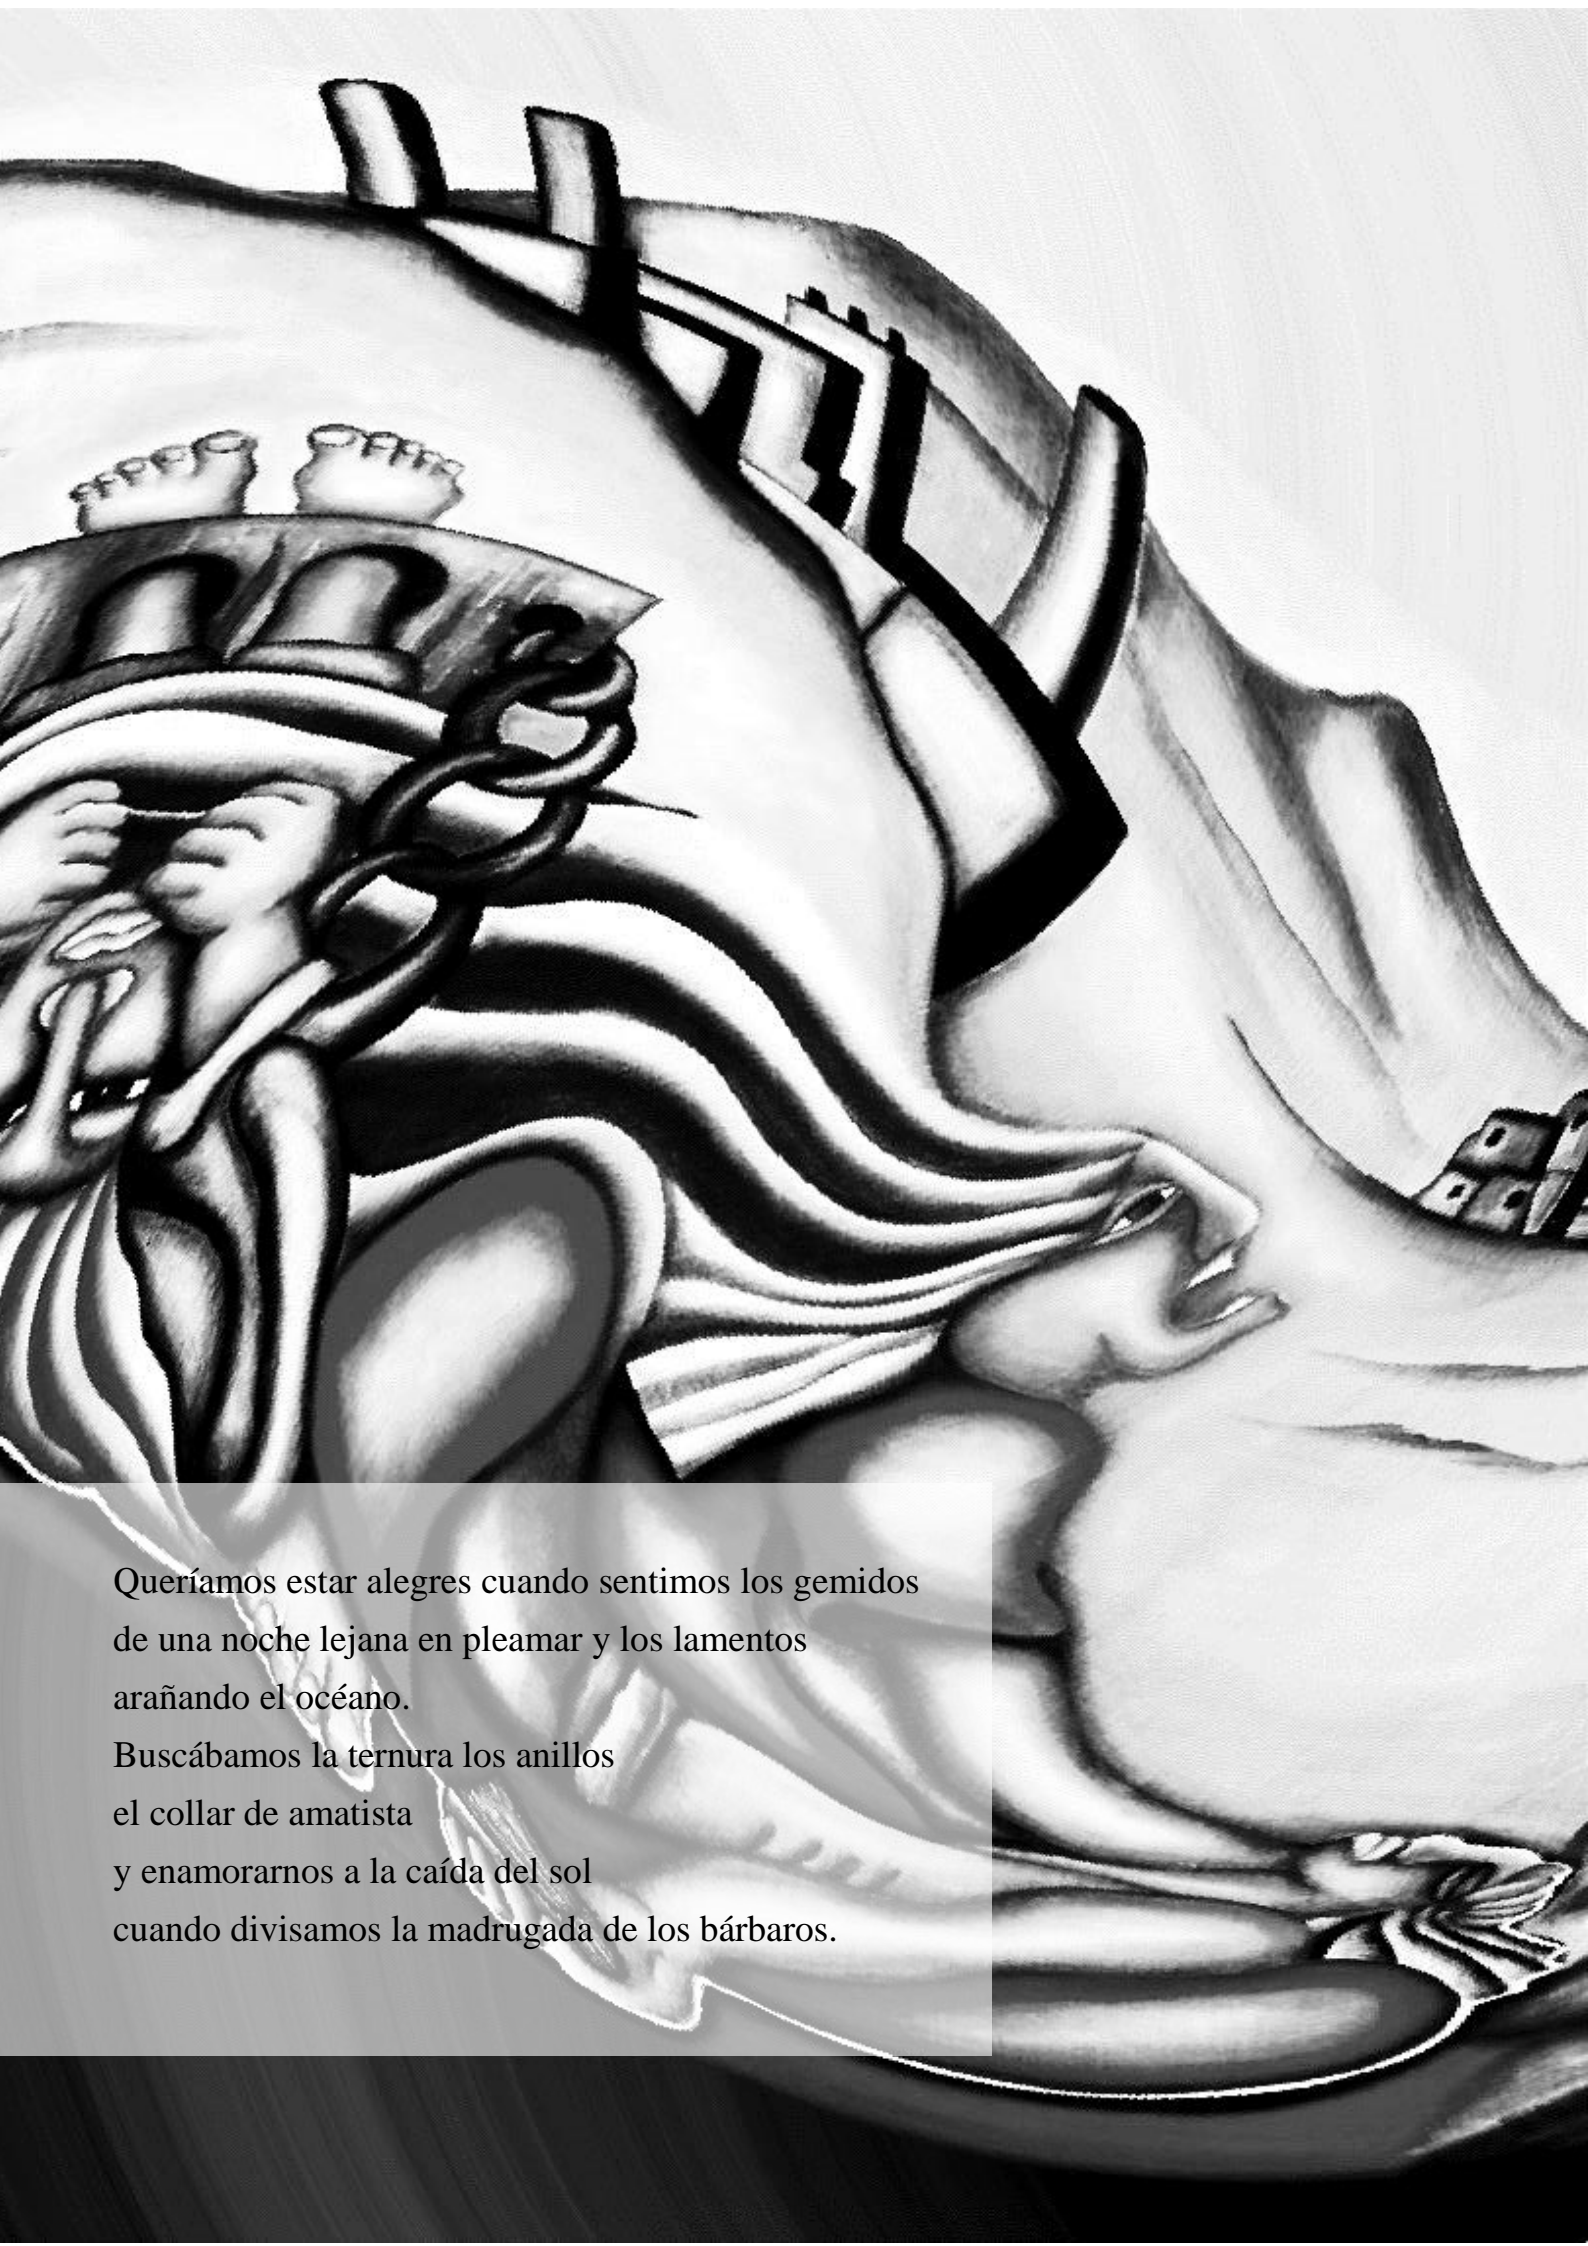 Queríamos estar alegres cuando sentimos los gemidos
de una noche lejana en pleamar y los lamentos
arañando el océano.
Buscábamos la ternura los anillos
el collar de amatista
y enamorarnos a la caída del sol
cuando divisamos la madrugada de los bárbaros.